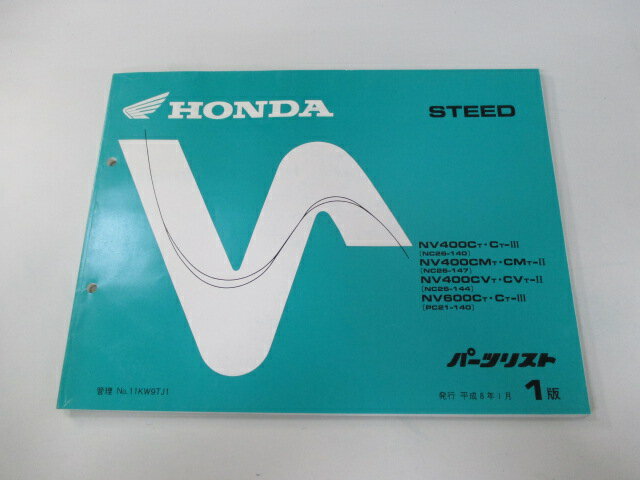 HONDA
STEED
NV400CT・CT-III
[NC26-140]
NV400CMT・CMT-II
[NC26-147]
NV400CVT・CVT-II
[NC26-144]
NV600CT・CT-III
[PC21-140]
パーツリスト
管理 No.11KW9TJ1
発行 平成8年1月 1版